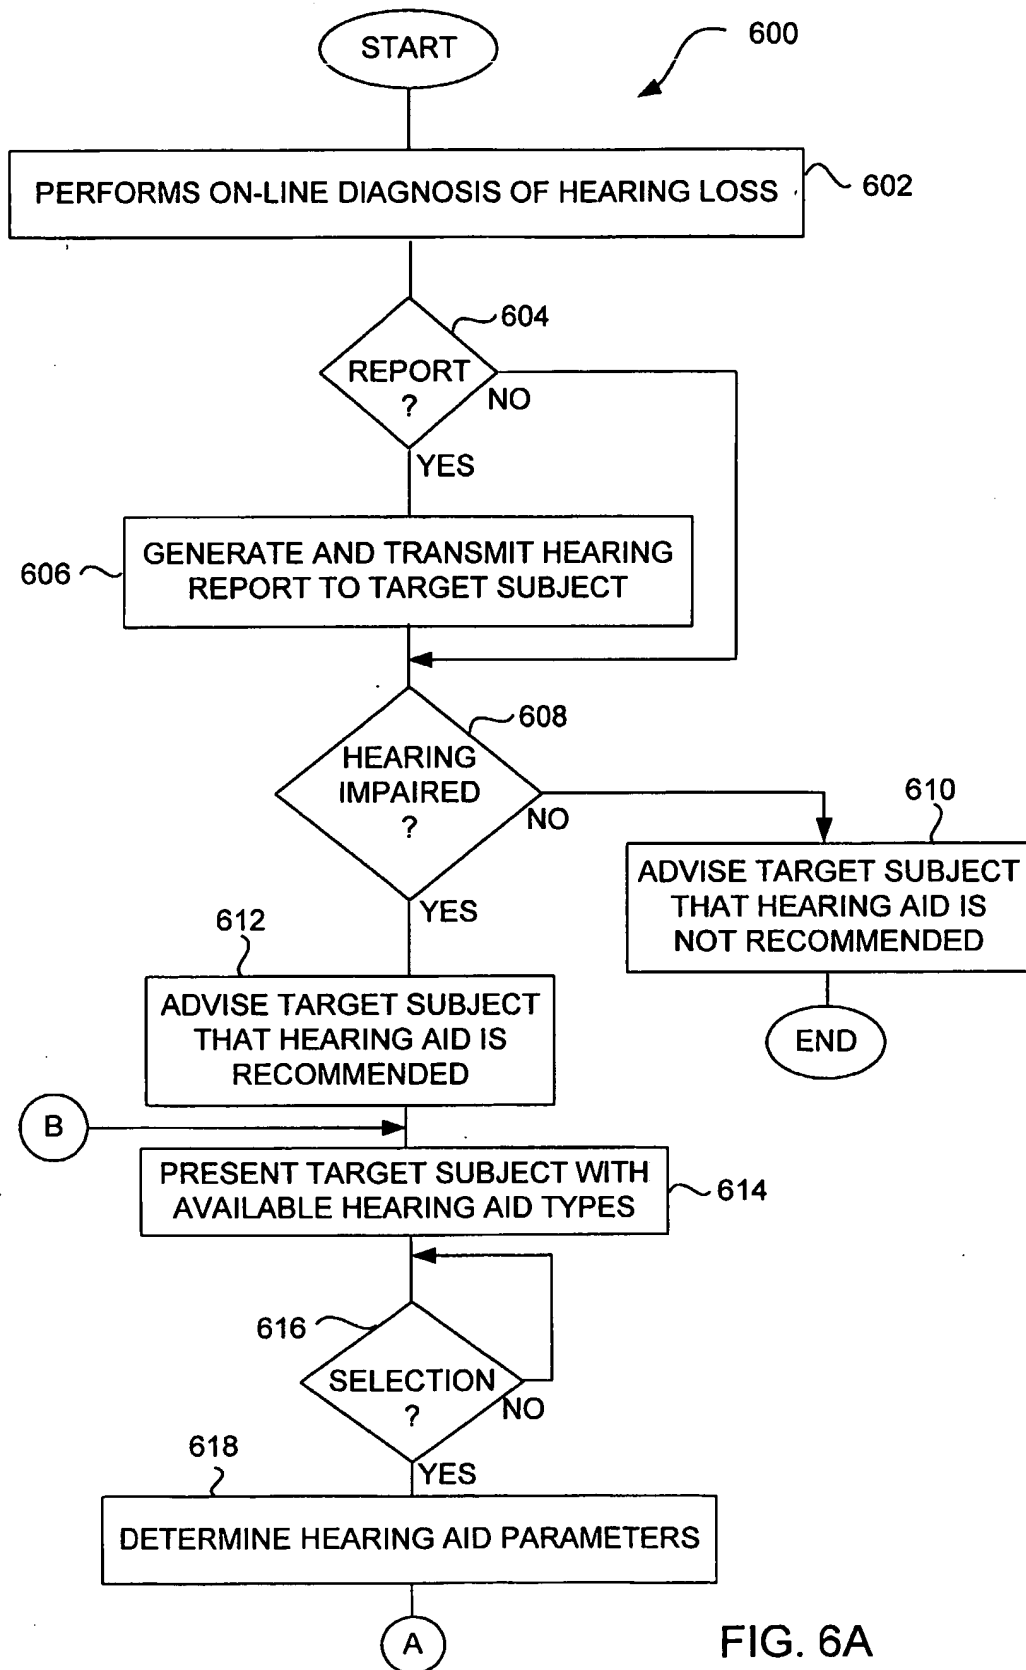 START
600
PERFORMS ON-LINE DIAGNOSIS OF HEARING LOSS
602
604
REPORT
?
NO
YES
606
GENERATE AND TRANSMIT HEARING
REPORT TO TARGET SUBJECT
608
HEARING
IMPAIRED
?
NO
YES
610
ADVISE TARGET SUBJECT
THAT HEARING AID IS
NOT RECOMMENDED
END
612
ADVISE TARGET SUBJECT
THAT HEARING AID IS
RECOMMENDED
B
PRESENT TARGET SUBJECT WITH
AVAILABLE HEARING AID TYPES
614
616
SELECTION
?
NO
YES
618
DETERMINE HEARING AID PARAMETERS
A
FIG. 6A